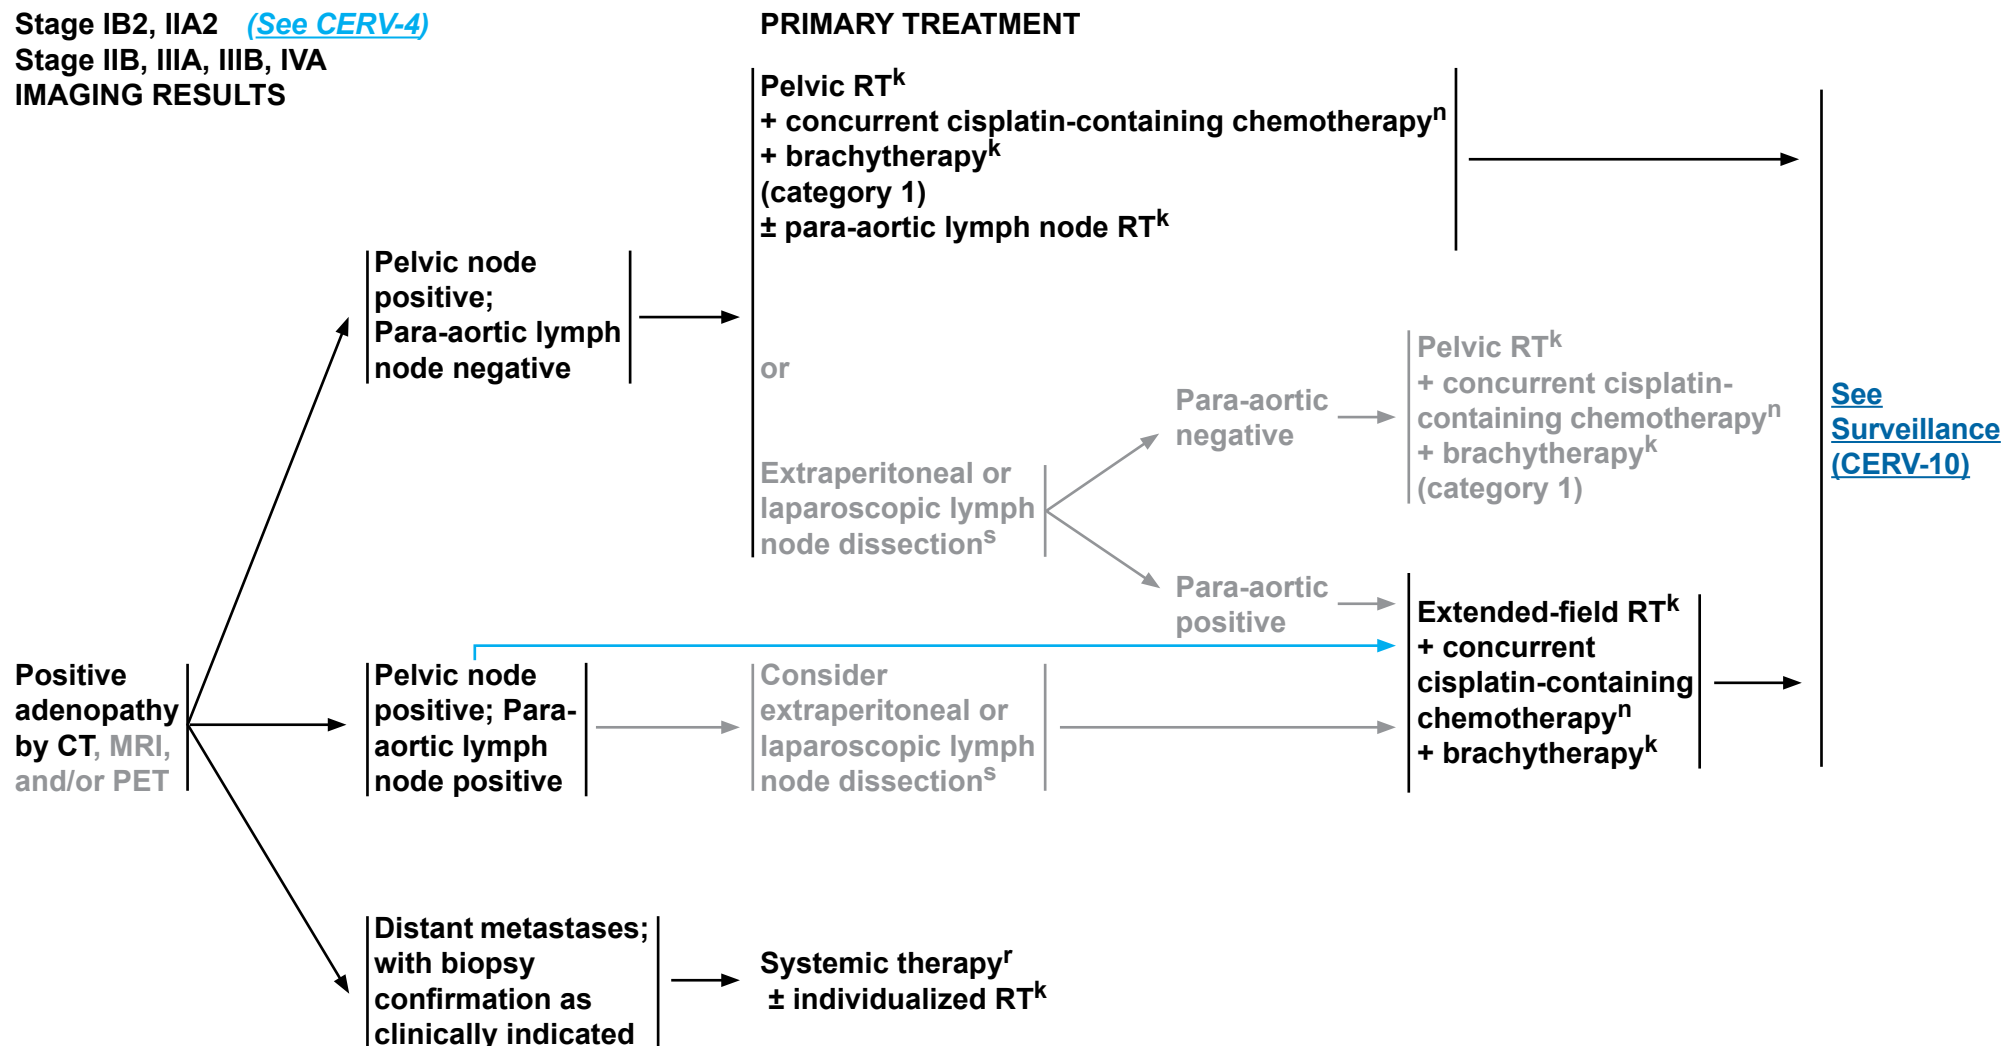 Stage IB2, IIA2 (See CERV-4)
Stage IIB, IIIA, IIIB, IVA
IMAGING RESULTS
PRIMARY TREATMENT
Positive
adenopathy
by CT, MRI,
and/or PET
Pelvic node
positive;
Para-aortic lymph
node negative
Pelvic RTk
+ concurrent cisplatin-containing chemotherapyn
+ brachytherapyk
(category 1)
± para-aortic lymph node RTk
or
Extraperitoneal or
laparoscopic lymph
node dissections
Para-aortic
negative
Pelvic RTk
+ concurrent cisplatin-
containing chemotherapyn
+ brachytherapyk
(category 1)
Para-aortic
positive
Pelvic node
positive; Para-
aortic lymph
node positive
Consider
extraperitoneal or
laparoscopic lymph
node dissections
Extended-field RTk
+ concurrent
cisplatin-containing
chemotherapyn
+ brachytherapyk
See
Surveillance
(CERV-10)
Distant metastases;
with biopsy
confirmation as
clinically indicated
Systemic therapyr
± individualized RTk